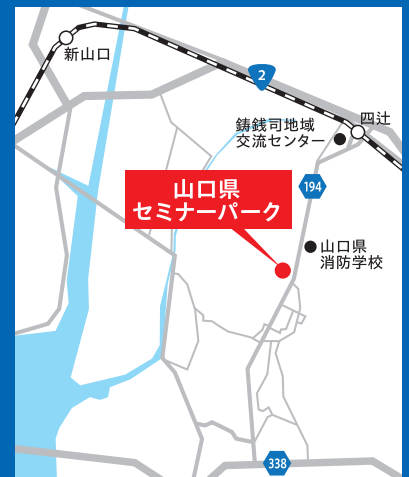 新山口
2
四辻
鋳銭司地域
交流センター
194
山口県
セミナーパーク
山口県
消防学校
338